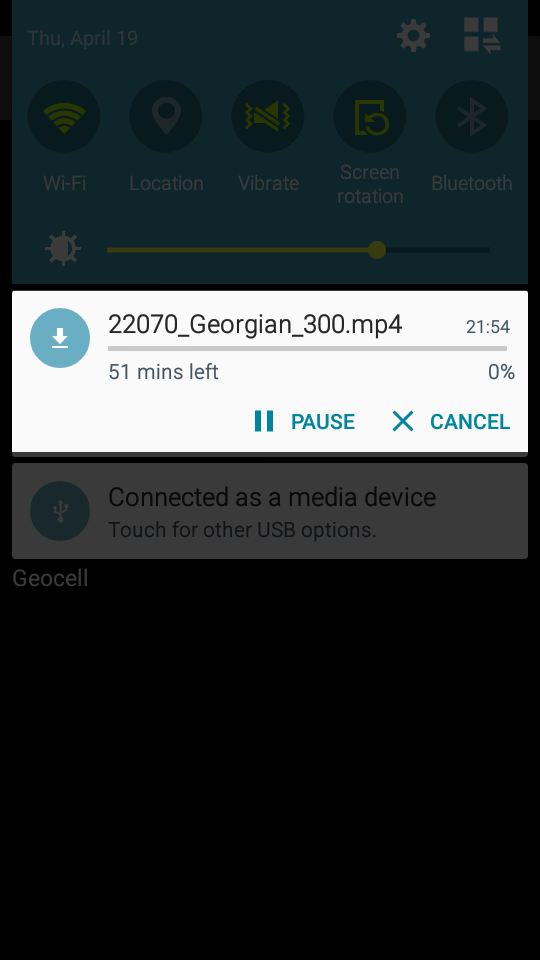 Thu, April 19
Wi-Fi
Location
Vibrate
Screen
rotation
Bluetooth
22070_Georgian_300.mp4
21:54
51 mins left
0%
PAUSE
CANCEL
Connected as a media device
Touch for other USB options.
Geocell